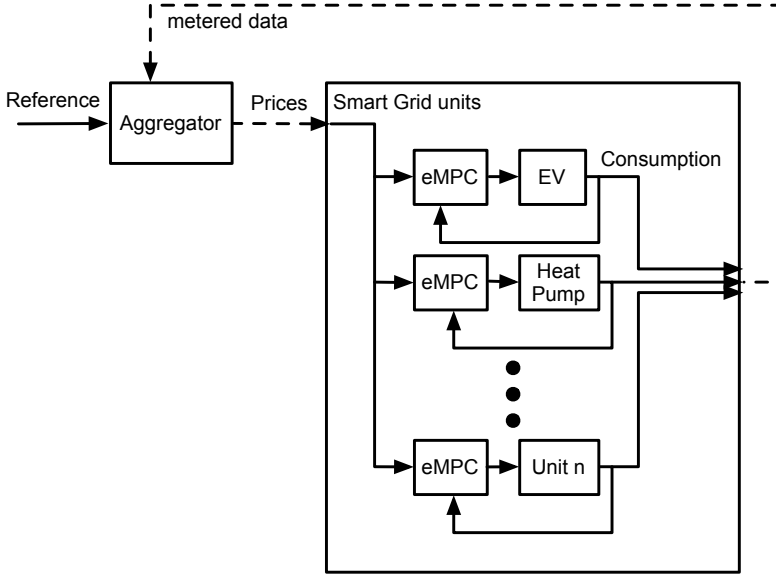 metered data
Reference
Aggregator
Prices
Smart Grid units
eMPC
EV
Consumption
eMPC
Heat
Pump
eMPC
Unit n